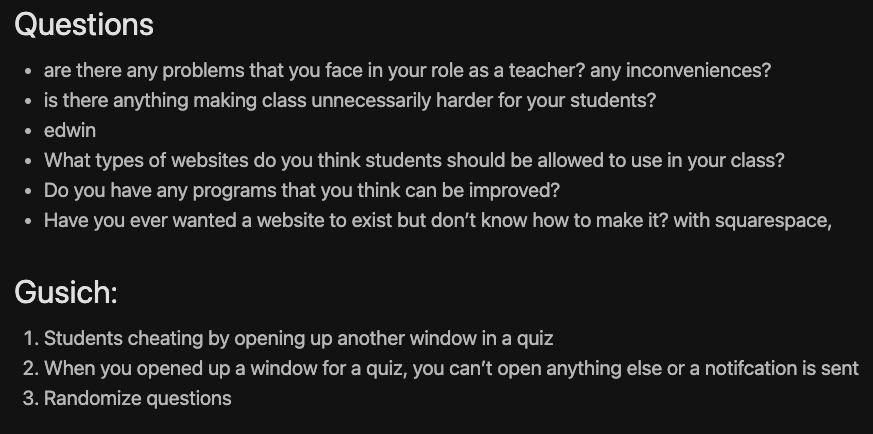 Questions
• are there any problems that you face in your role as a teacher? any inconveniences?
• is there anything making class unnecessarily harder for your students?
• edwin
• What types of websites do you think students should be allowed to use in your class?
• Do you have any programs that you think can be improved?
• Have you ever wanted a website to exist but don’t know how to make it? with squarespace,
Gusich:
1. Students cheating by opening up another window in a quiz
2. When you opened up a window for a quiz, you can’t open anything else or a notifcation is sent
3. Randomize questions